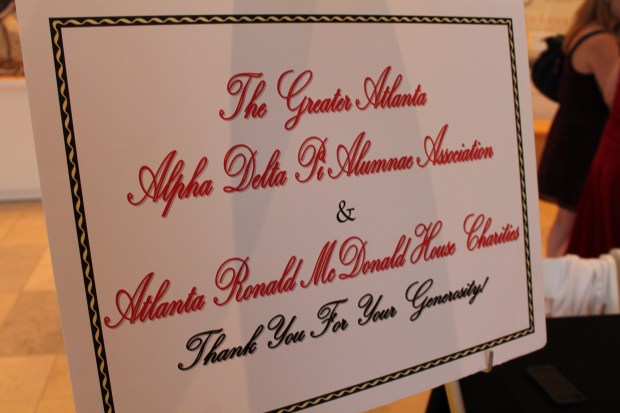 The Greater Atlanta
Alpha Delta Pi Alumnae Association
&
Atlanta Ronald McDonald House Charities
Thank You For Your Generosity!